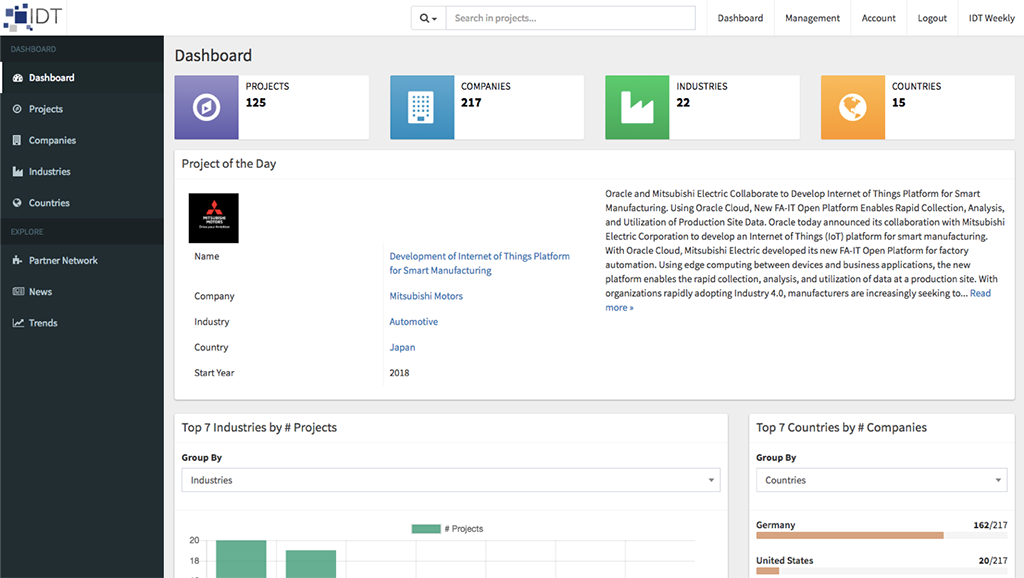 IDT
Search in projects...
Dashboard
Management
Account
Logout
IDT Weekly
DASHBOARD
Dashboard
Projects
Companies
Industries
Countries
EXPLORE
Partner Network
News
Trends
Dashboard
PROJECTS
125
COMPANIES
217
INDUSTRIES
22
COUNTRIES
15
Project of the Day
MITSUBISHI
MOTORS
Drive your Ambition
Name
Development of Internet of Things Platform
for Smart Manufacturing
Company
Mitsubishi Motors
Industry
Automotive
Country
Japan
Start Year
2018
Oracle and Mitsubishi Electric Collaborate to Develop Internet of Things Platform for Smart
Manufacturing. Using Oracle Cloud, New FA-IT Open Platform Enables Rapid Collection, Analysis,
and Utilization of Production Site Data. Oracle today announced its collaboration with Mitsubishi
Electric Corporation to develop an Internet of Things (IoT) platform for smart manufacturing.
With Oracle Cloud, Mitsubishi Electric developed its new FA-IT Open Platform for factory
automation. Using edge computing between devices and business applications, the new
platform enables the rapid collection, analysis, and utilization of data at a production site. With
organizations rapidly adopting Industry 4.0, manufacturers are increasingly seeking to... Read
more »
Top 7 Industries by # Projects
Group By
Industries
# Projects
20
18
Top 7 Countries by # Companies
Group By
Countries
Germany 162/217
United States 20/217